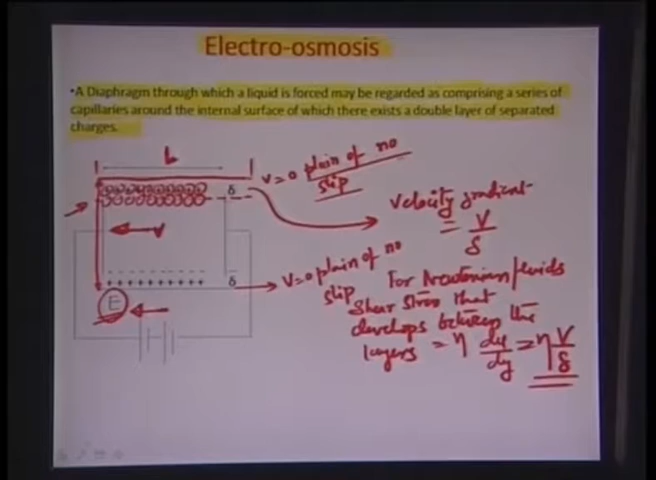 Electro-osmosis
•A Diaphragm through which a liquid is forced may be regarded as comprising a series of
capillaries around the internal surface of which there exists a double layer of separated
charges.
L
v=0 plain of no
slip
δ
Velocity gradient
= V/δ
v
v=0 plain of no
slip
δ
E
For Newtonian fluids
Shear Stress that
develops between the
layers = η du/dy = η V/δ